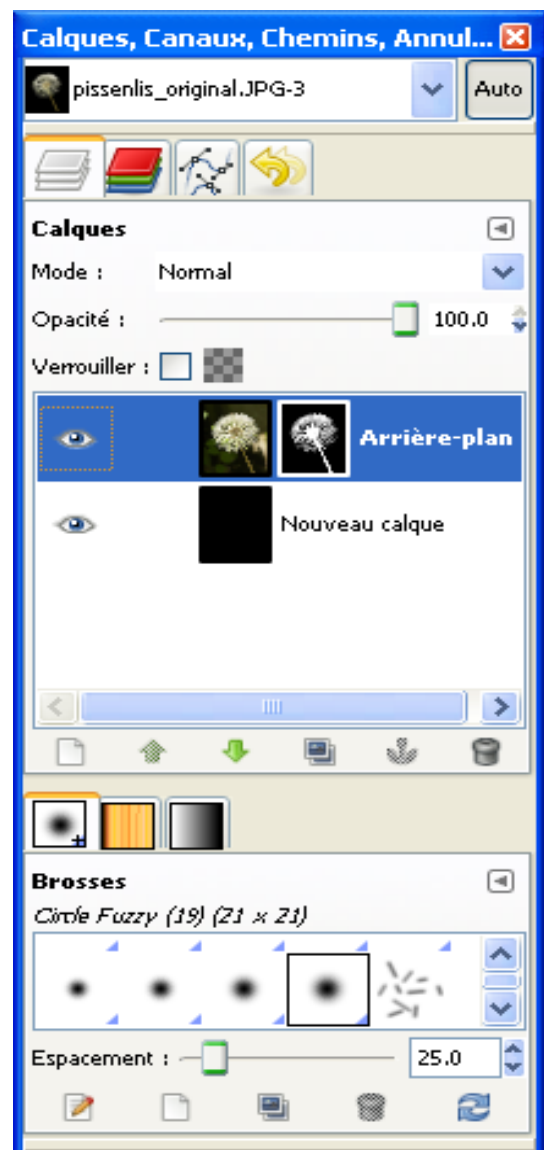 Calques, Canaux, Chemins, Annul...
pissenlis_original.JPG-3
Auto
Calques
Mode : Normal
Opacité : 100.0
Verrouiller :
Arrière-plan
Nouveau calque
Brosses
Circle Fuzzy (19) (21 × 21)
Espacement : 25.0